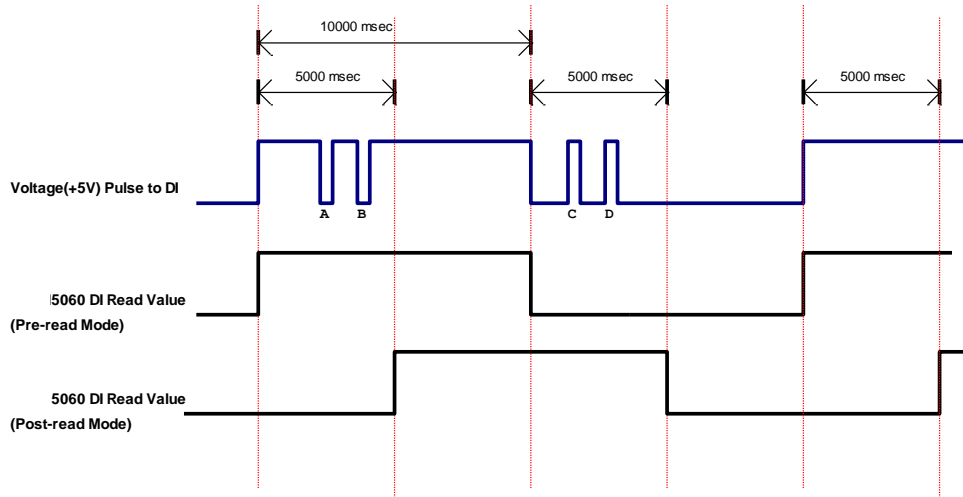 10000 msec
5000 msec
5000 msec
5000 msec
Voltage(+5V) Pulse to DI
A
B
C
D
5060 DI Read Value
(Pre-read Mode)
5060 DI Read Value
(Post-read Mode)